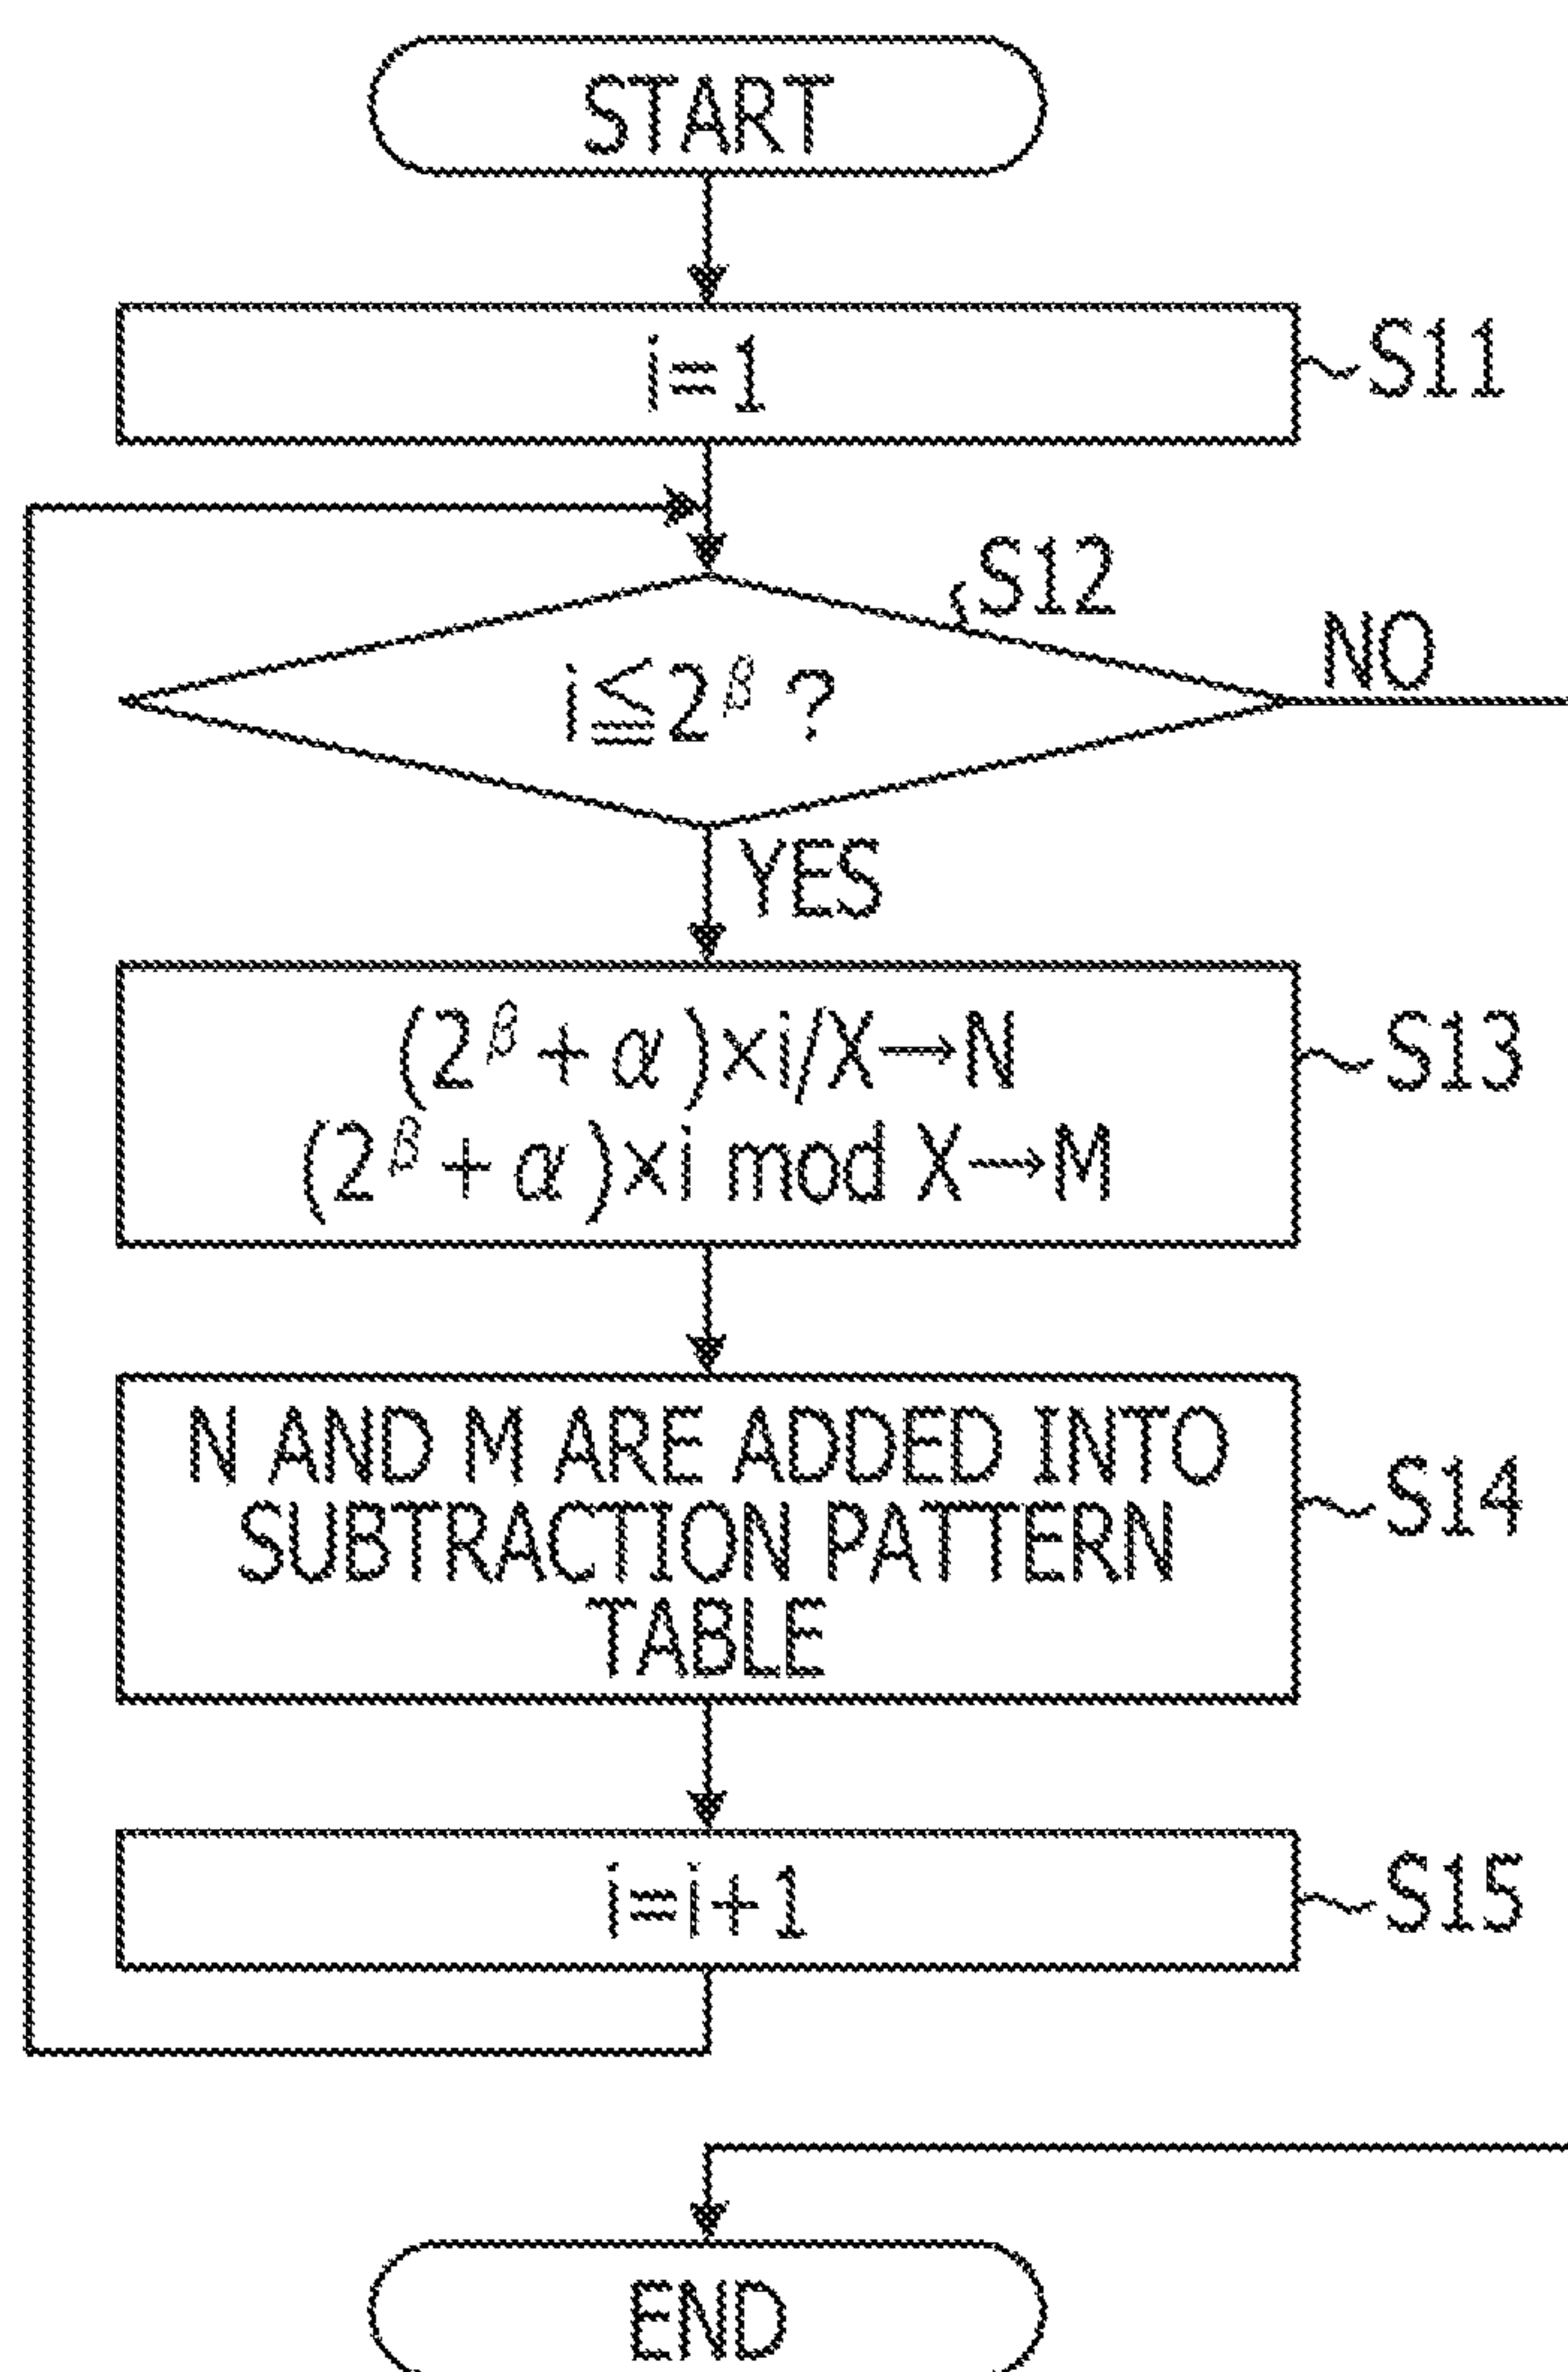 START
i=1
S11
S12
i≦2^β ?
NO
YES
(2^β+α)×i/X→N
(2^β+α)×i mod X→M
S13
N AND M ARE ADDED INTO
SUBTRACTION PATTERN
TABLE
S14
i=i+1
S15
END